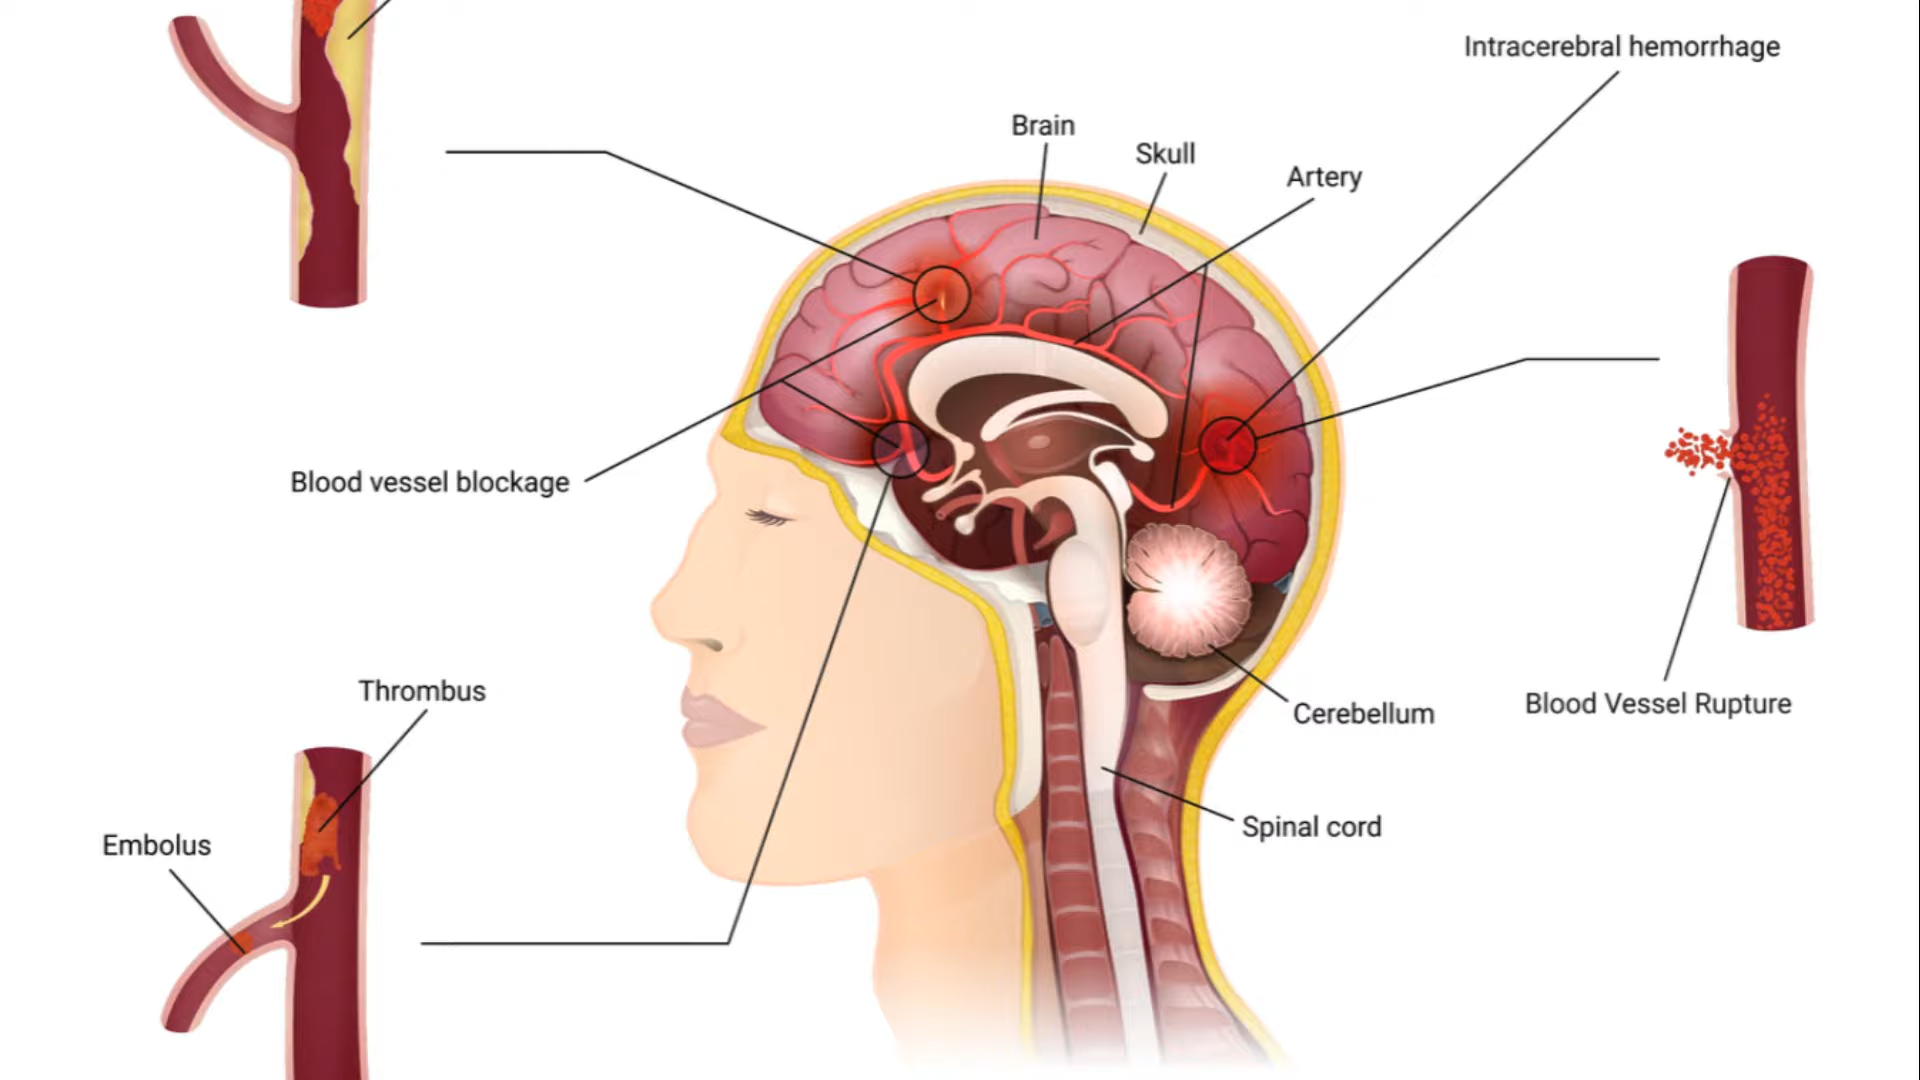 Intracerebral hemorrhage
Brain
Skull
Artery
Blood vessel blockage
Thrombus
Blood Vessel Rupture
Cerebellum
Spinal cord
Embolus